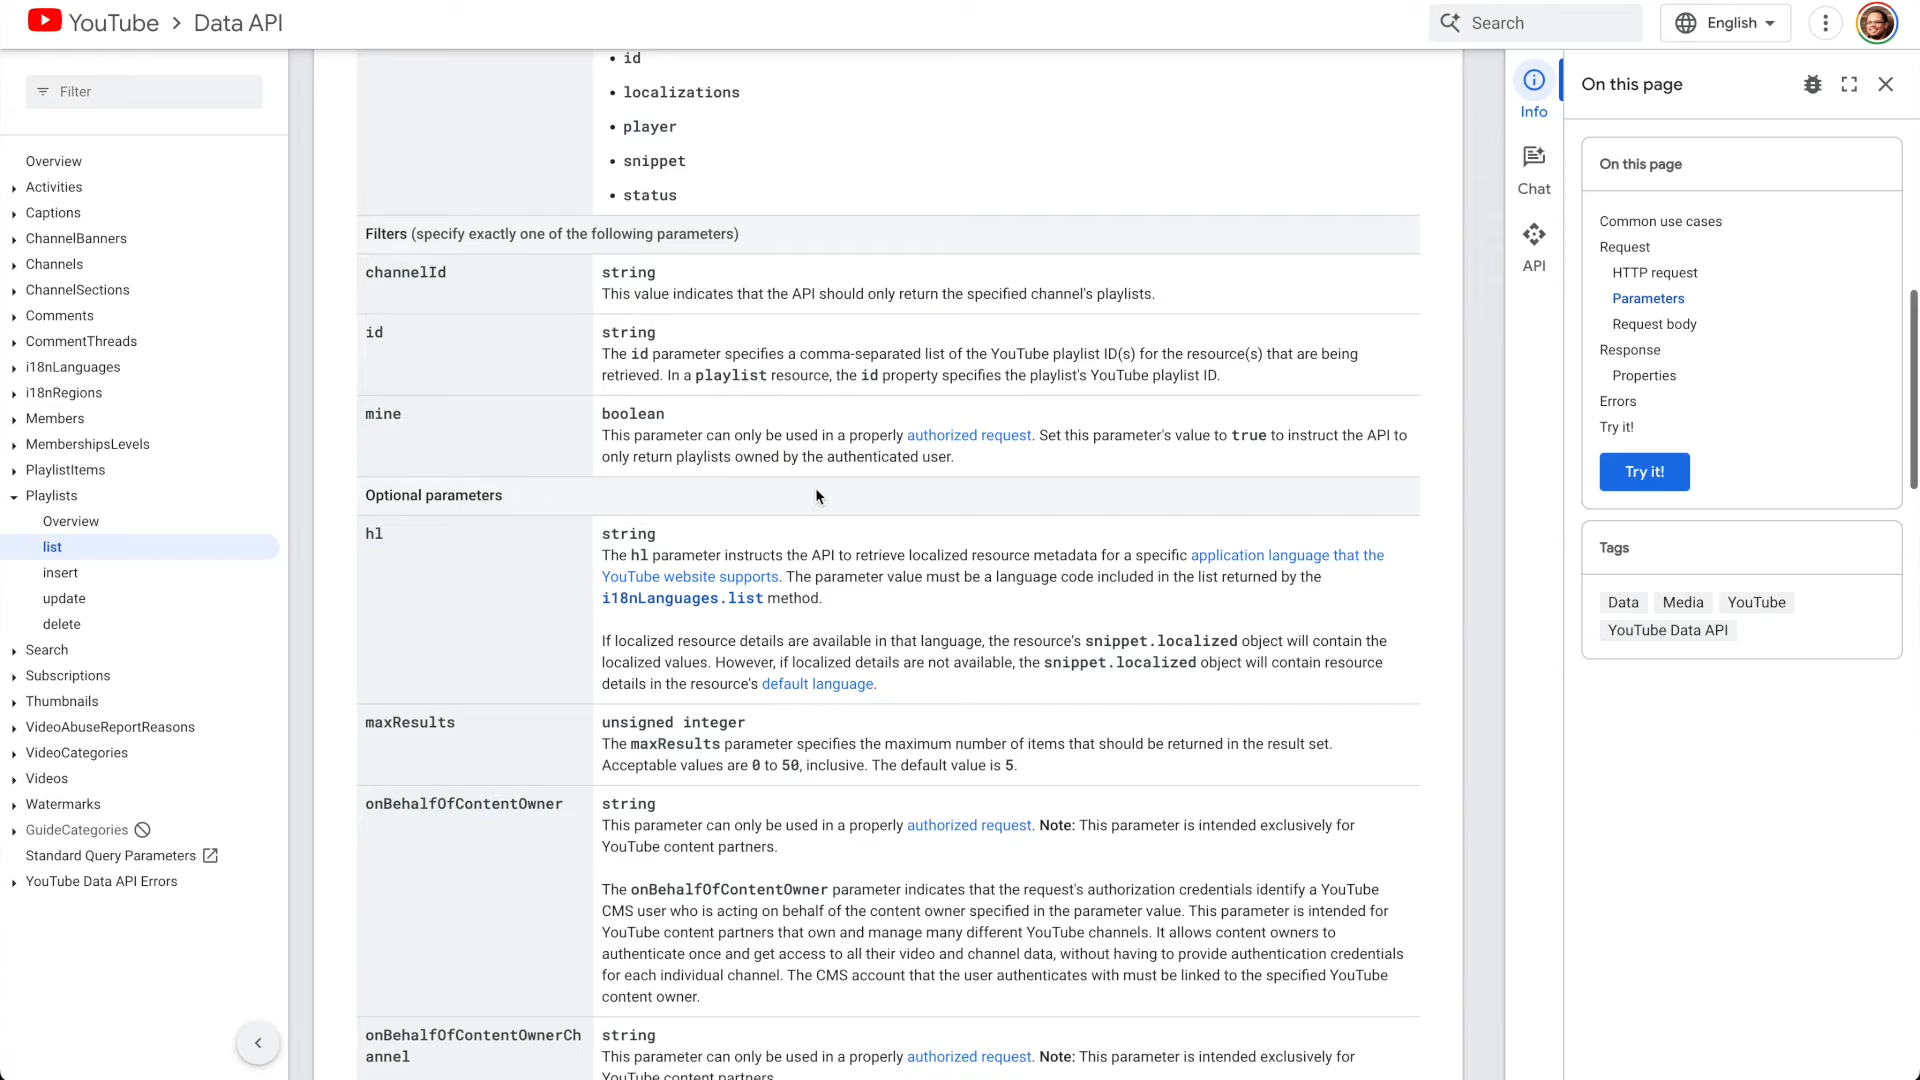 YouTube > Data API
Search
English
Filter
Overview
Activities
Captions
ChannelBanners
Channels
ChannelSections
Comments
CommentThreads
i18nLanguages
i18nRegions
Members
MembershipsLevels
PlaylistItems
Playlists
Overview
list
insert
update
delete
Search
Subscriptions
Thumbnails
VideoAbuseReportReasons
VideoCategories
Videos
Watermarks
GuideCategories
Standard Query Parameters
YouTube Data API Errors
• id
• localizations
• player
• snippet
• status
Filters (specify exactly one of the following parameters)
channelId
string
This value indicates that the API should only return the specified channel's playlists.
id
string
The id parameter specifies a comma-separated list of the YouTube playlist ID(s) for the resource(s) that are being
retrieved. In a playlist resource, the id property specifies the playlist's YouTube playlist ID.
mine
boolean
This parameter can only be used in a properly authorized request. Set this parameter's value to true to instruct the API to
only return playlists owned by the authenticated user.
Optional parameters
hl
string
The hl parameter instructs the API to retrieve localized resource metadata for a specific application language that the
YouTube website supports. The parameter value must be a language code included in the list returned by the
i18nLanguages.list method.
If localized resource details are available in that language, the resource's snippet.localized object will contain the
localized values. However, if localized details are not available, the snippet.localized object will contain resource
details in the resource's default language.
maxResults
unsigned integer
The maxResults parameter specifies the maximum number of items that should be returned in the result set.
Acceptable values are 0 to 50, inclusive. The default value is 5.
onBehalfOfContentOwner
string
This parameter can only be used in a properly authorized request. Note: This parameter is intended exclusively for
YouTube content partners.
The onBehalfOfContentOwner parameter indicates that the request's authorization credentials identify a YouTube
CMS user who is acting on behalf of the content owner specified in the parameter value. This parameter is intended for
YouTube content partners that own and manage many different YouTube channels. It allows content owners to
authenticate once and get access to all their video and channel data, without having to provide authentication credentials
for each individual channel. The CMS account that the user authenticates with must be linked to the specified YouTube
content owner.
onBehalfOfContentOwnerCh
annel
string
This parameter can only be used in a properly authorized request. Note: This parameter is intended exclusively for
YouTube content partners.
Info
Chat
API
On this page
On this page
Common use cases
Request
HTTP request
Parameters
Request body
Response
Properties
Errors
Try it!
Try it!
Tags
Data
Media
YouTube
YouTube Data API